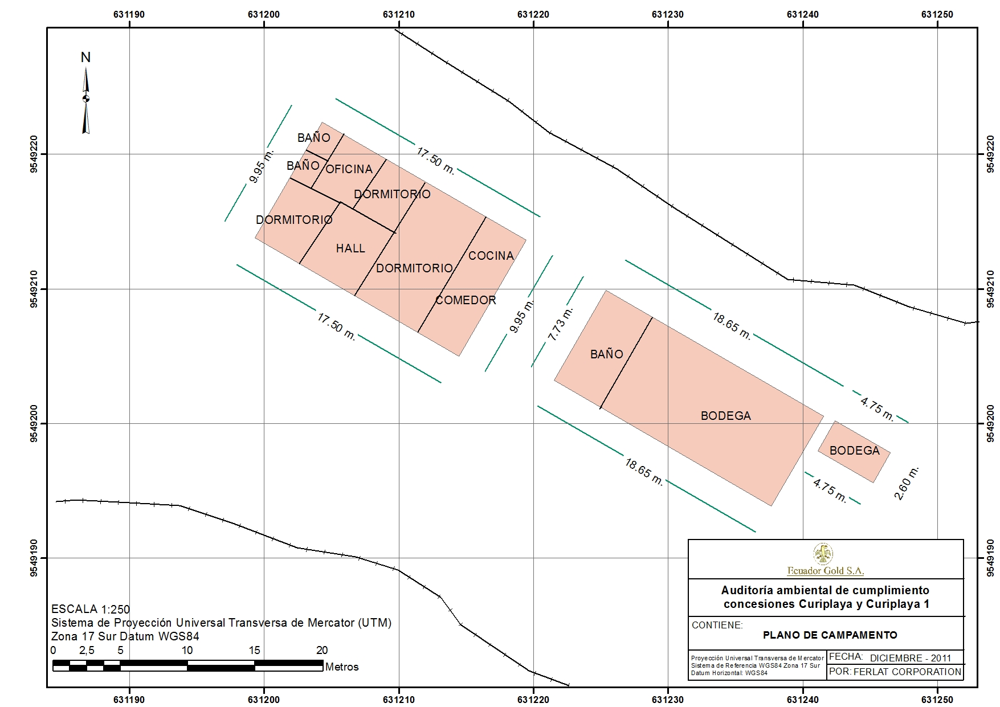 631190
631200
631210
631220
631230
631240
631250
N
9549220
9549220
BAÑO
BAÑO
OFICINA
DORMITORIO
DORMITORIO
HALL
DORMITORIO
COCINA
COMEDOR
9.95 m.
17.50 m.
17.50 m.
9.95 m.
9549210
9549210
7.73 m.
18.65 m.
BAÑO
BODEGA
18.65 m.
4.75 m.
BODEGA
4.75 m.
2.60 m.
9549200
9549200
9549190
9549190
ESCALA 1:250
Sistema de Proyección Universal Transversa de Mercator (UTM)
Zona 17 Sur Datum WGS84
0 2,5 5 10 15 20
Metros
Ecuador Gold S.A.
Auditoría ambiental de cumplimiento
concesiones Curiplaya y Curiplaya 1
CONTIENE:
PLANO DE CAMPAMENTO
Proyección Universal Transversa de Mercator
Sistema de Referencia WGS84 Zona 17 Sur
Datum Horizontal: WGS84
FECHA: DICIEMBRE - 2011
POR: FERLAT CORPORATION
631190
631200
631210
631220
631230
631240
631250